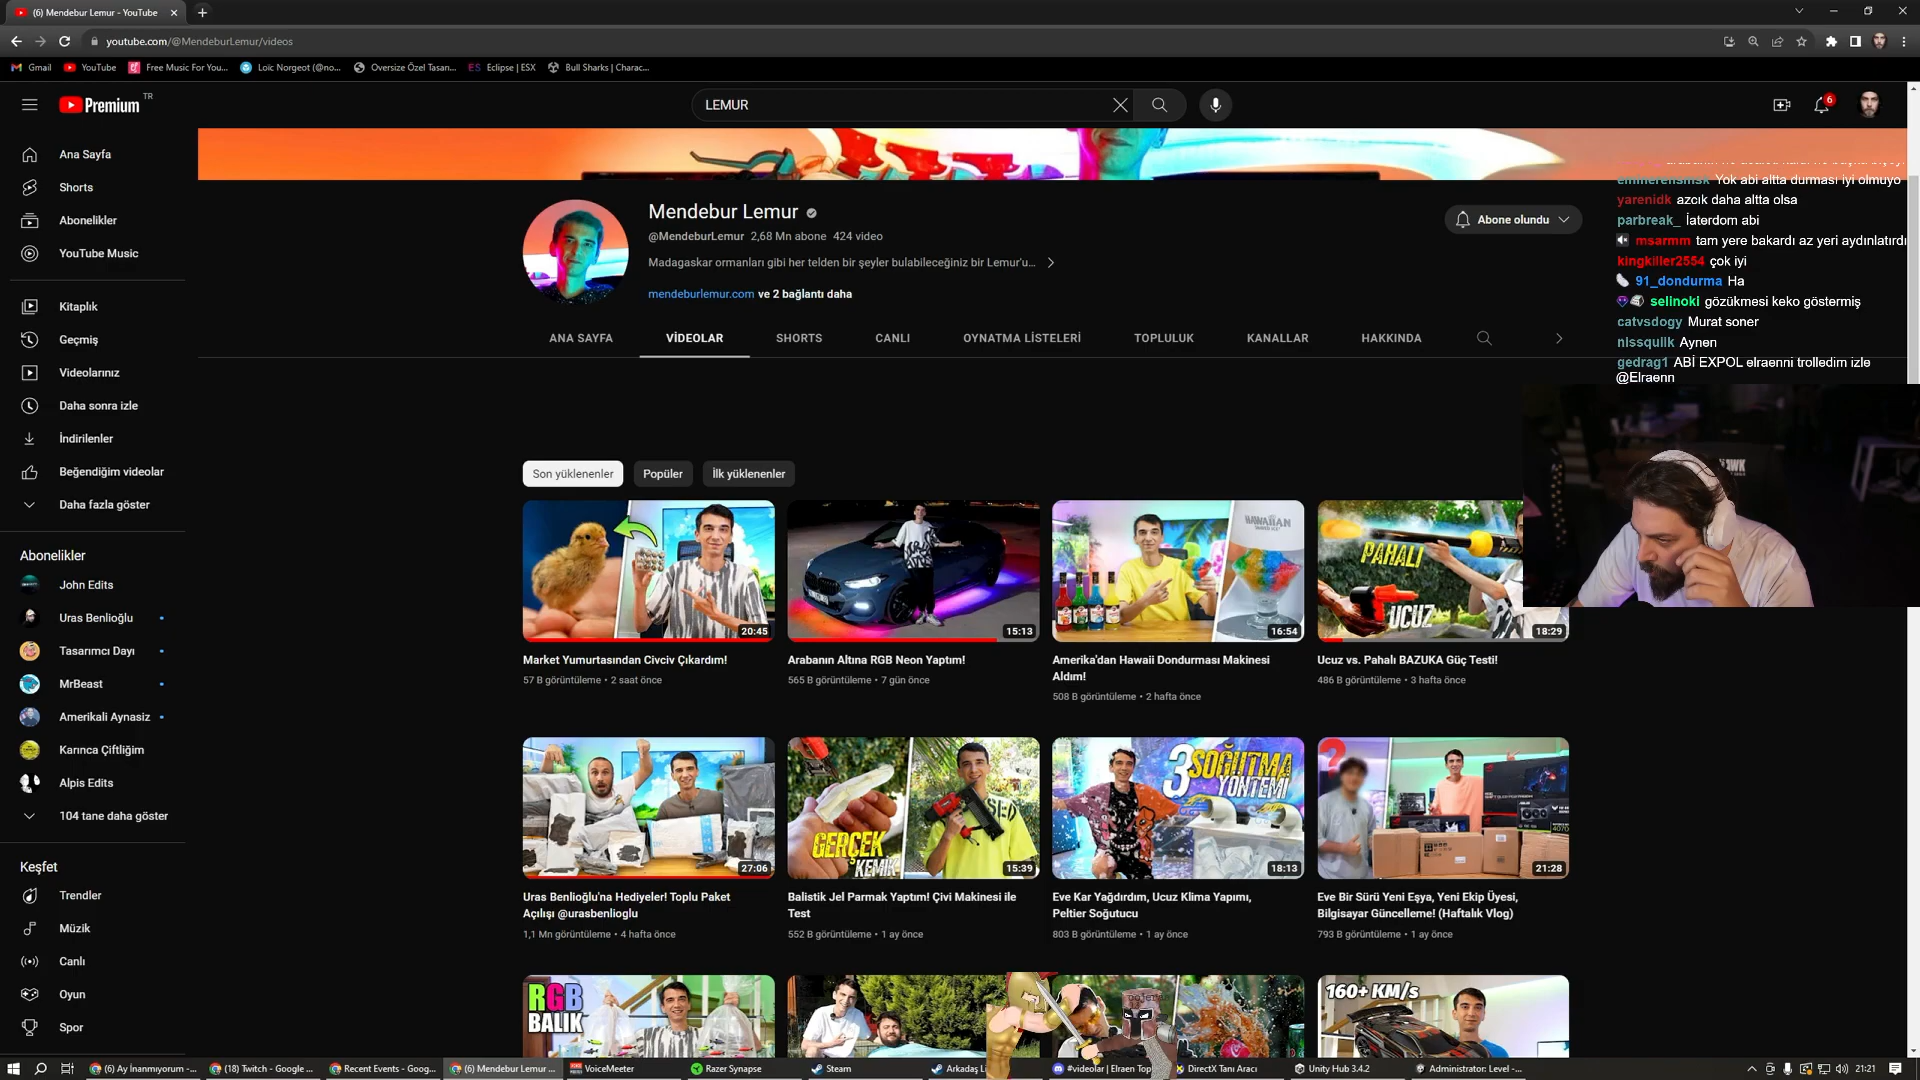 (6) Mendebur Lemur - YouTube
youtube.com/@MendeburLemur/videos
Gmail
YouTube
Free Music For You...
Loïc Norgeot (@no...
Oversize Özel Tasarı...
ES Eclipse | ESX
Bull Sharks | Charac...
Premium TR
LEMUR
6
Ana Sayfa
Shorts
Abonelikler
YouTube Music
Kitaplık
Geçmiş
Videolarınız
Daha sonra izle
İndirilenler
Beğendiğim videolar
Daha fazla göster
Abonelikler
John Edits
Uras Benlioğlu
Tasarımcı Dayı
MrBeast
Amerikali Aynasiz
Karınca Çiftliğim
Alpis Edits
104 tane daha göster
Keşfet
Trendler
Müzik
Canlı
Oyun
Spor
Mendebur Lemur
@MendeburLemur 2,68 Mn abone 424 video
Madagaskar ormanları gibi her telden bir şeyler bulabileceğiniz bir Lemur'u...
mendeburlemur.com ve 2 bağlantı daha
Abone olundu
ANA SAYFA
VİDEOLAR
SHORTS
CANLI
OYNATMA LİSTELERİ
TOPLULUK
KANALLAR
HAKKINDA
Son yüklenenler
Popüler
İlk yüklenenler
20:45
15:13
HAWAIIAN
SHAVED ICE
16:54
PAHALI
UCUZ
18:29
Market Yumurtasından Civciv Çıkardım!
57 B görüntüleme • 2 saat önce
Arabanın Altına RGB Neon Yaptım!
565 B görüntüleme • 7 gün önce
Amerika'dan Hawaii Dondurması Makinesi
Aldım!
508 B görüntüleme • 2 hafta önce
Ucuz vs. Pahalı BAZUKA Güç Testi!
486 B görüntüleme • 3 hafta önce
27:06
GERÇEK
KEMİK
15:39
3 SOĞUTMA
YÖNTEMİ
18:13
21:28
Uras Benlioğlu'na Hediyeler! Toplu Paket
Açılışı @urasbenlioglu
1,1 Mn görüntüleme • 4 hafta önce
Balistik Jel Parmak Yaptım! Çivi Makinesi ile
Test
552 B görüntüleme • 1 ay önce
Eve Kar Yağdırdım, Ucuz Klima Yapımı,
Peltier Soğutucu
803 B görüntüleme • 1 ay önce
Eve Bir Sürü Yeni Eşya, Yeni Ekip Üyesi,
Bilgisayar Güncelleme! (Haftalık Vlog)
793 B görüntüleme • 1 ay önce
RGB
BALIK
160+ KM/s
Yok abi altta durması iyi olmuyo
yarenidk azcık daha altta olsa
parbreak_ İaterdom abi
msarmm tam yere bakardı az yeri aydınlatırdı
kingkiller2554 çok iyi
91_dondurma Ha
selinoki gözükmesi keko göstermiş
catvsdogy Murat soner
nissquilk Aynen
gedrag1 ABİ EXPOL elraenni trolledim izle
@Elraenn
(6) Ay İnanmıyorum -...
(18) Twitch - Google ...
Recent Events - Goog...
(6) Mendebur Lemur ...
VoiceMeeter
Razer Synapse
Steam
Arkadaş Li
#videolar | Elraen Top
DirectX Tanı Aracı
Unity Hub 3.4.2
Administrator: Level -...
21:21